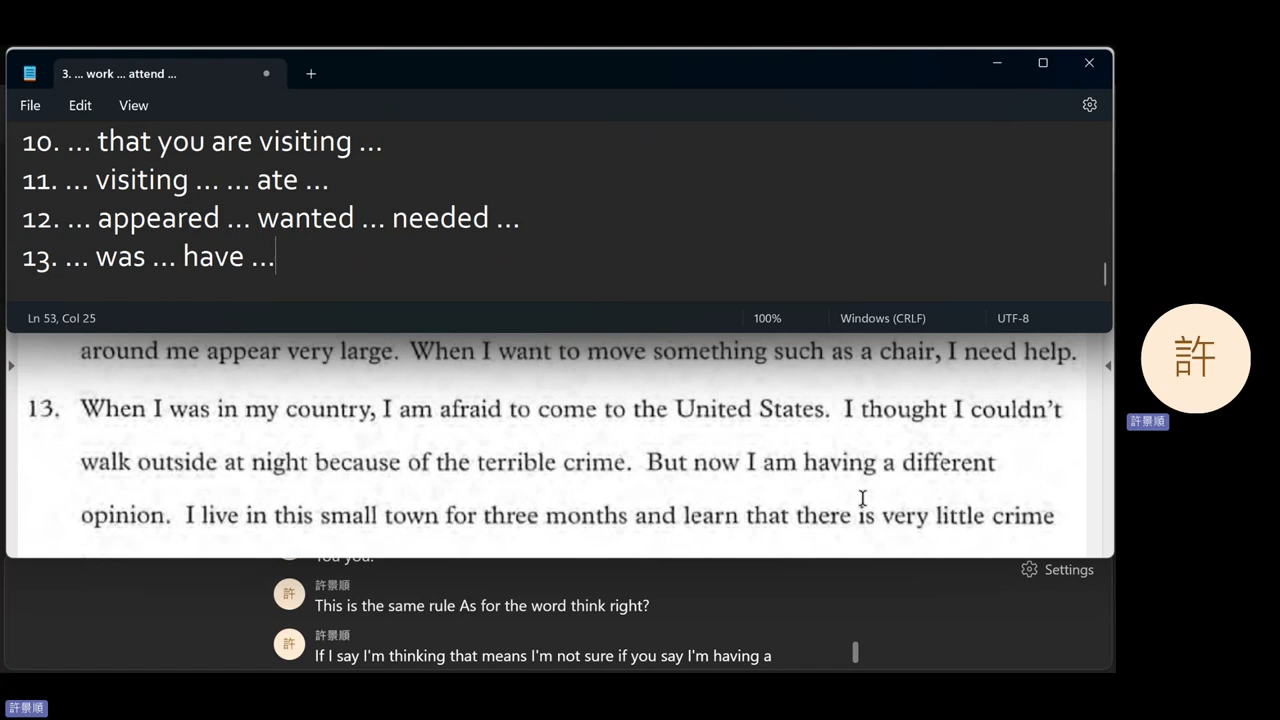 3. ... work ... attend ...
File Edit View
10. ... that you are visiting ...
11. ... visiting ... ... ate ...
12. ... appeared ... wanted ... needed ...
13. ... was ... have ...
Ln 53, Col 25 100% Windows (CRLF) UTF-8
around me appear very large. When I want to move something such as a chair, I need help.
13. When I was in my country, I am afraid to come to the United States. I thought I couldn't
walk outside at night because of the terrible crime. But now I am having a different
opinion. I live in this small town for three months and learn that there is very little crime
You you.
Settings
許景順
This is the same rule As for the word think right?
許景順
If I say I'm thinking that means I'm not sure if you say I'm having a
許
許
許
許景順
許景順